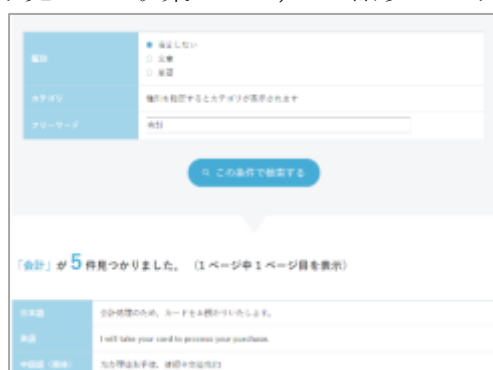 種別
指定しない
文章
単語
カテゴリ
種別を指定するとカテゴリが表示されます
フリーワード
会計
この条件で検索する
「会計」が 5 件見つかりました。 (1 ページ中 1 ページ目を表示)
日本語
会計処理のため、カードをお預かりいたします。
英語
I will take your card to process your purchase.
中国語（簡体）